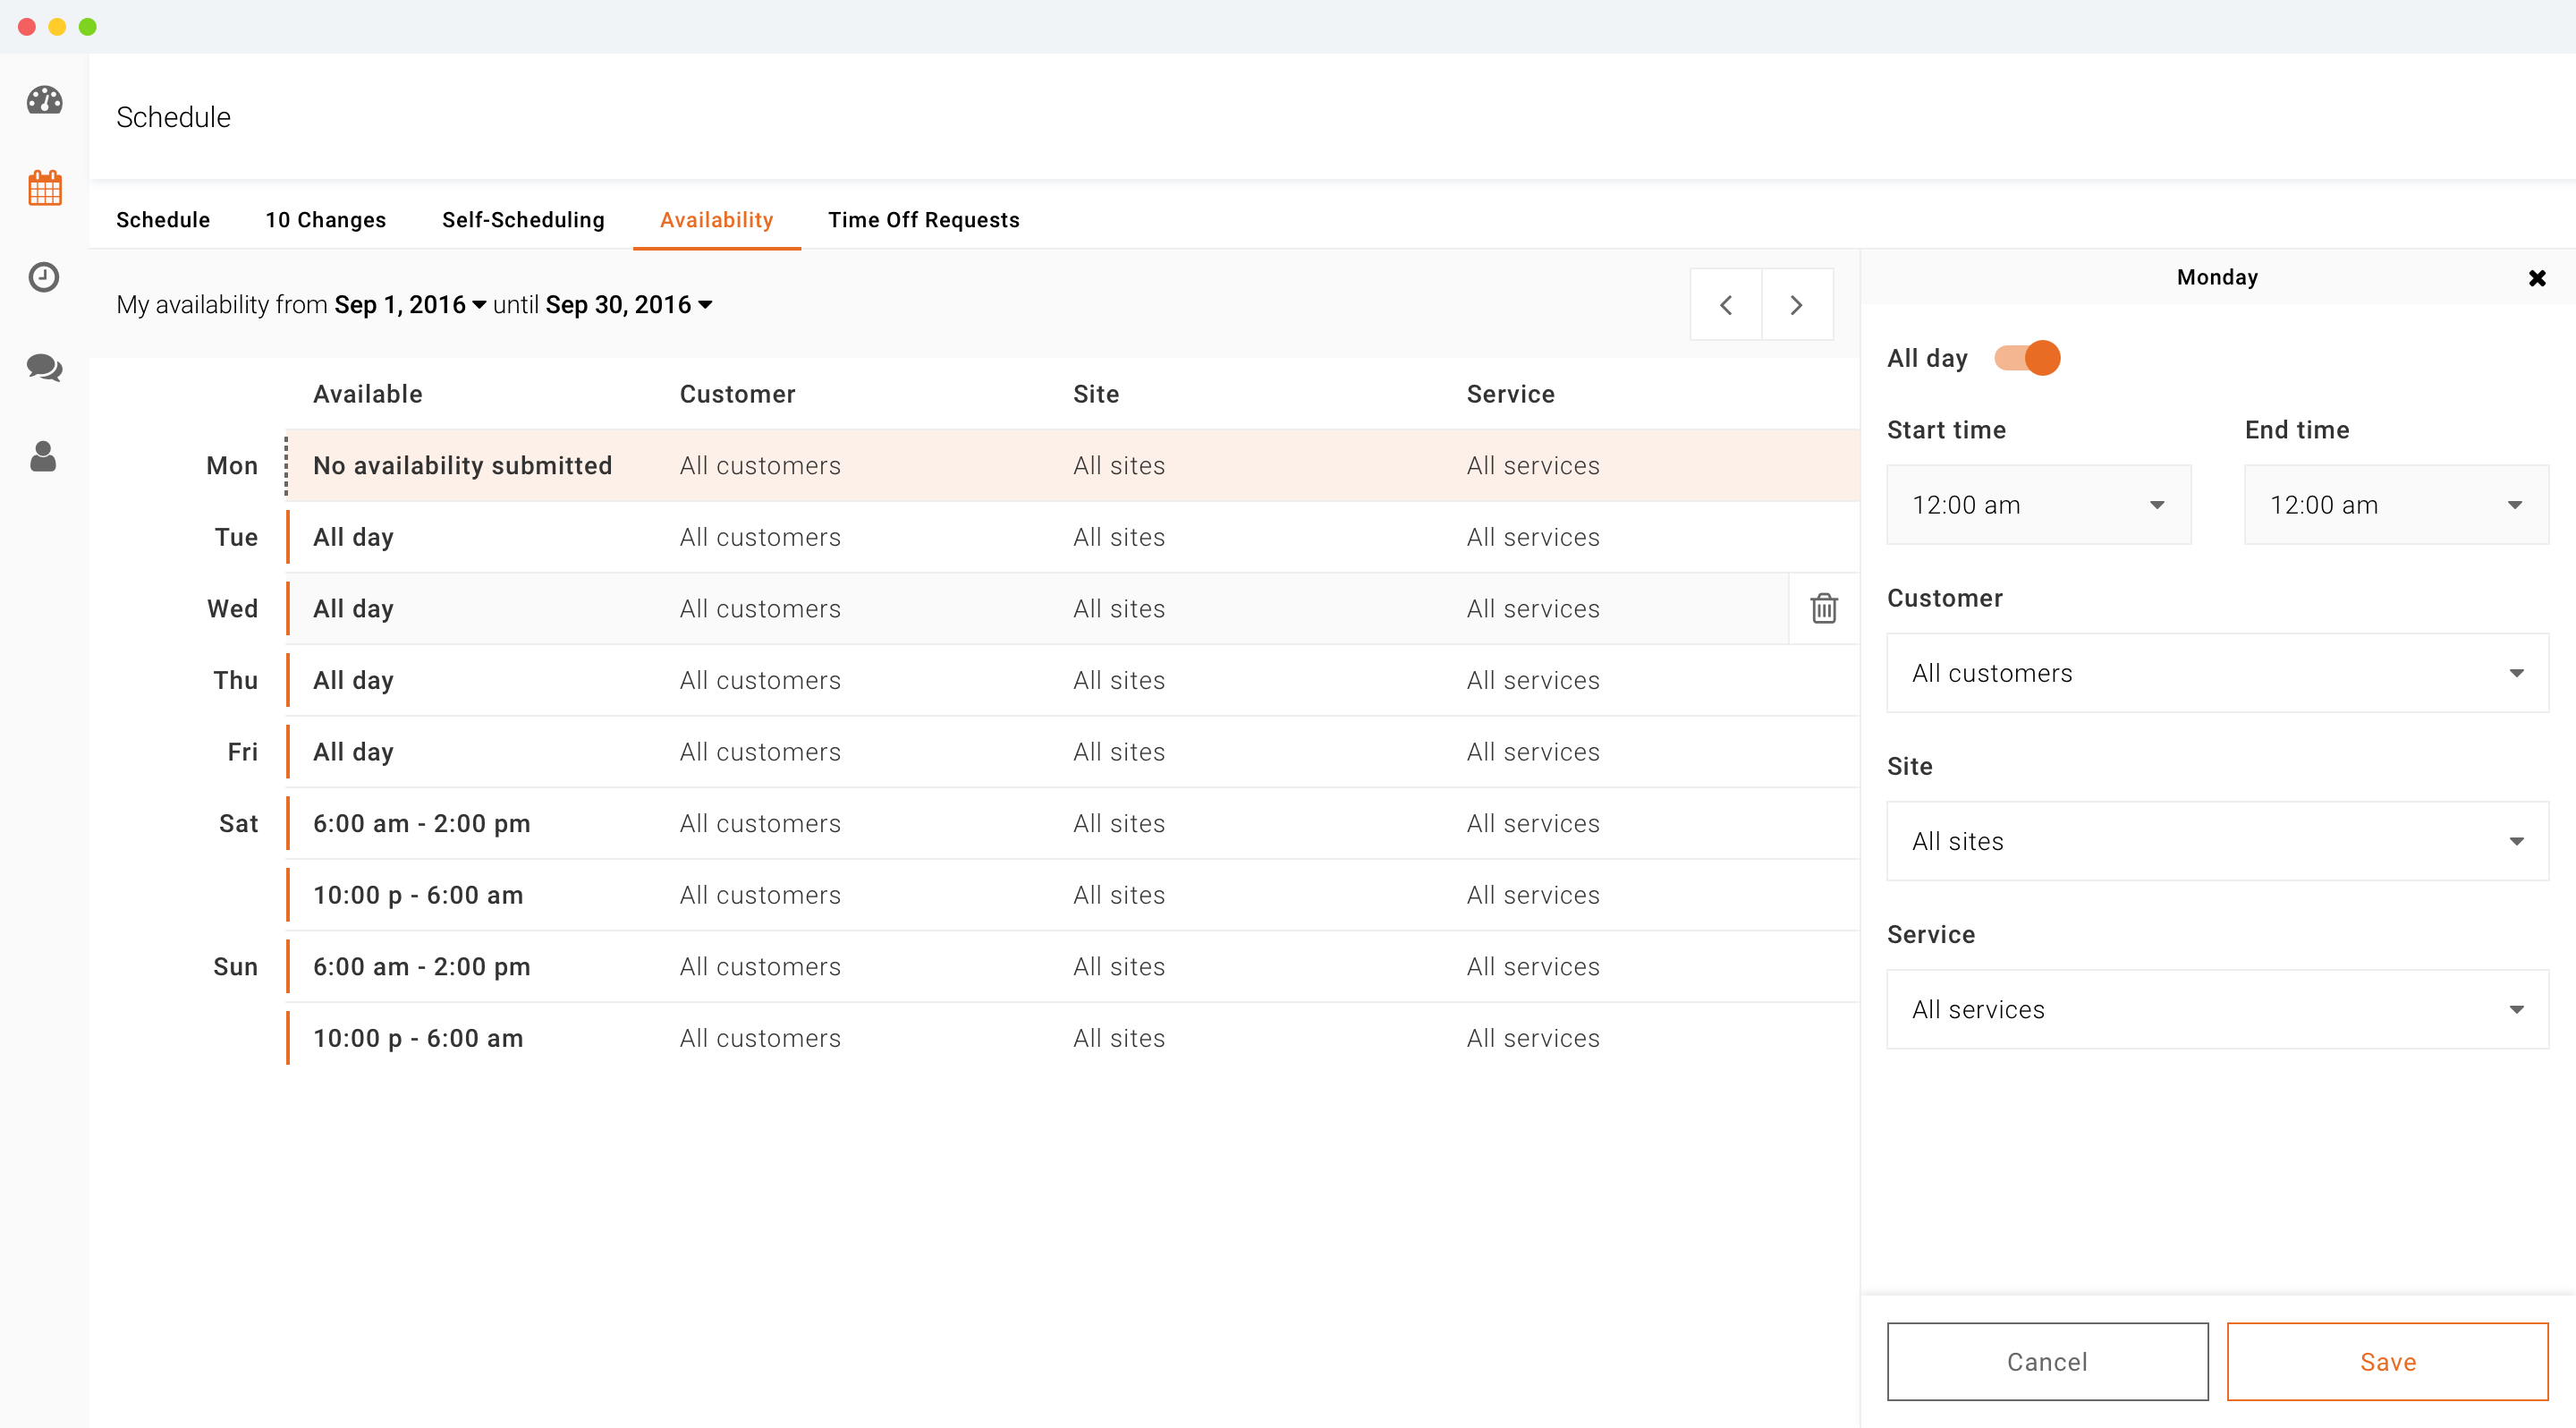 Schedule
Schedule 10 Changes Self-Scheduling Availability Time Off Requests
My availability from Sep 1, 2016 until Sep 30, 2016
Available Customer Site Service
Mon No availability submitted All customers All sites All services
Tue All day All customers All sites All services
Wed All day All customers All sites All services
Thu All day All customers All sites All services
Fri All day All customers All sites All services
Sat 6:00 am - 2:00 pm All customers All sites All services
10:00 p - 6:00 am All customers All sites All services
Sun 6:00 am - 2:00 pm All customers All sites All services
10:00 p - 6:00 am All customers All sites All services
Monday
All day
Start time End time
12:00 am 12:00 am
Customer
All customers
Site
All sites
Service
All services
Cancel Save